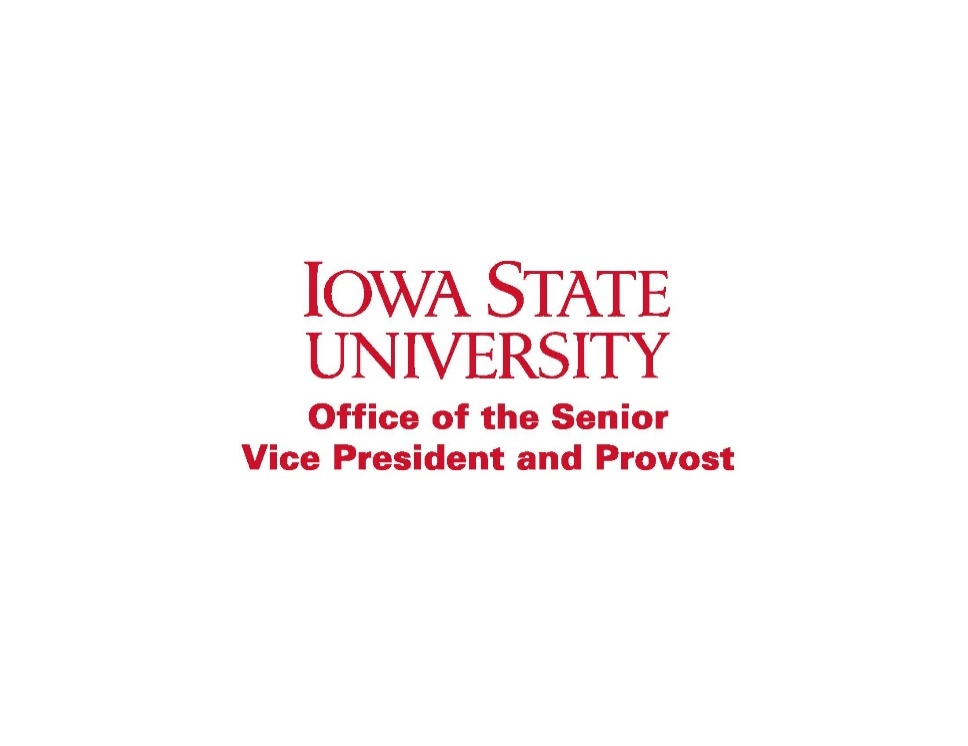 IOWA STATE
UNIVERSITY
Office of the Senior
Vice President and Provost